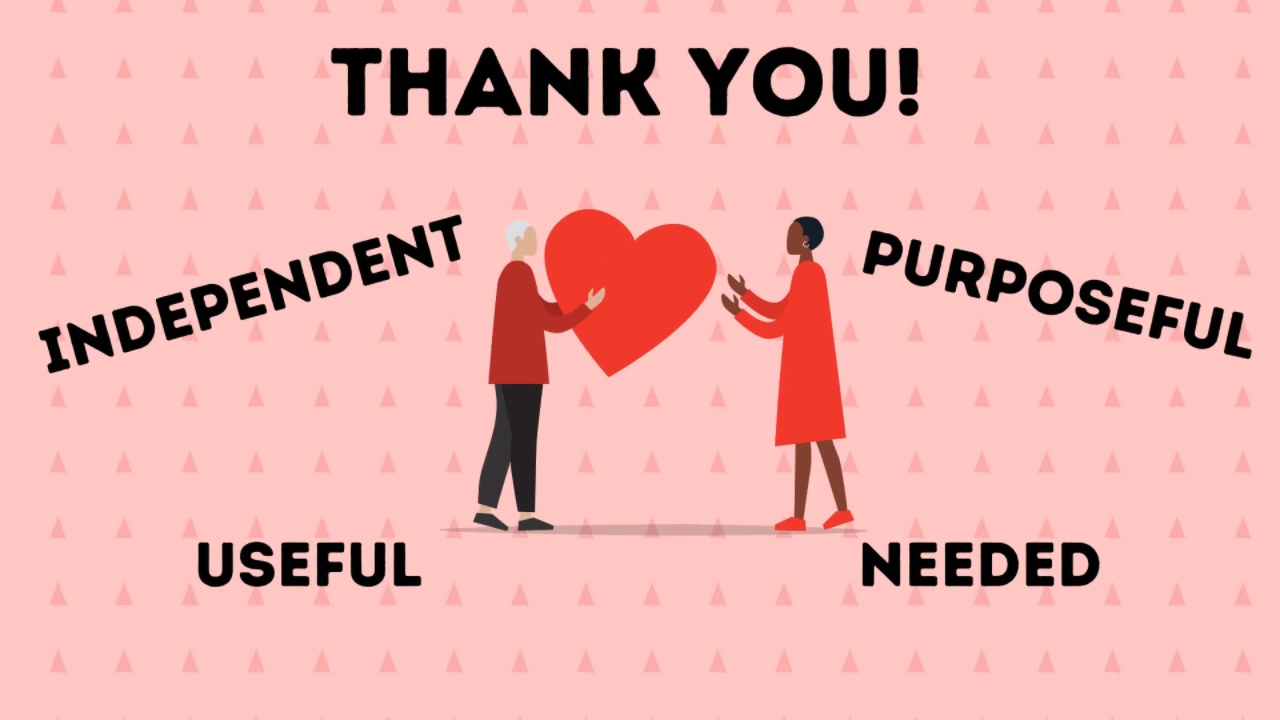 THANK YOU!
INDEPENDENT
PURPOSEFUL
USEFUL
NEEDED